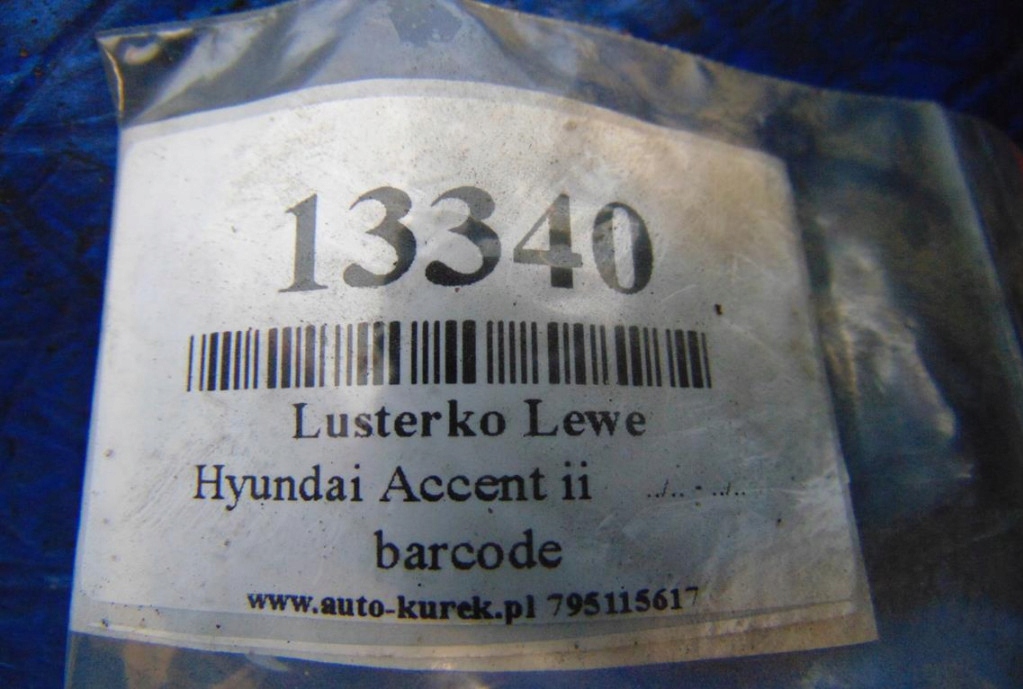 13340
Lusterko Lewe
Hyundai Accent ii ../.. - ../..
barcode
www.auto-kurek.pl 795115617